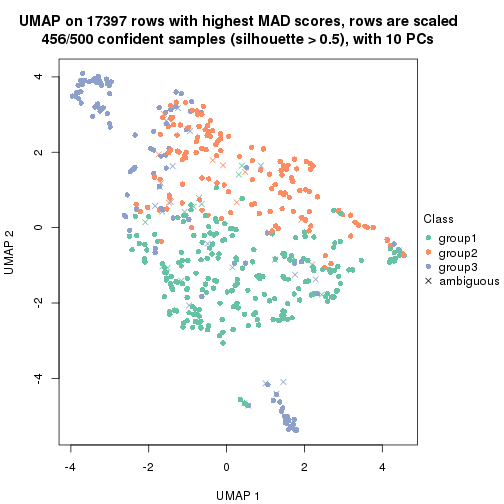 UMAP on 17397 rows with highest MAD scores, rows are scaled
456/500 confident samples (silhouette > 0.5), with 10 PCs
4
2
0
-2
-4
UMAP 2
-4
-2
0
2
4
UMAP 1
Class
group1
group2
group3
ambiguous